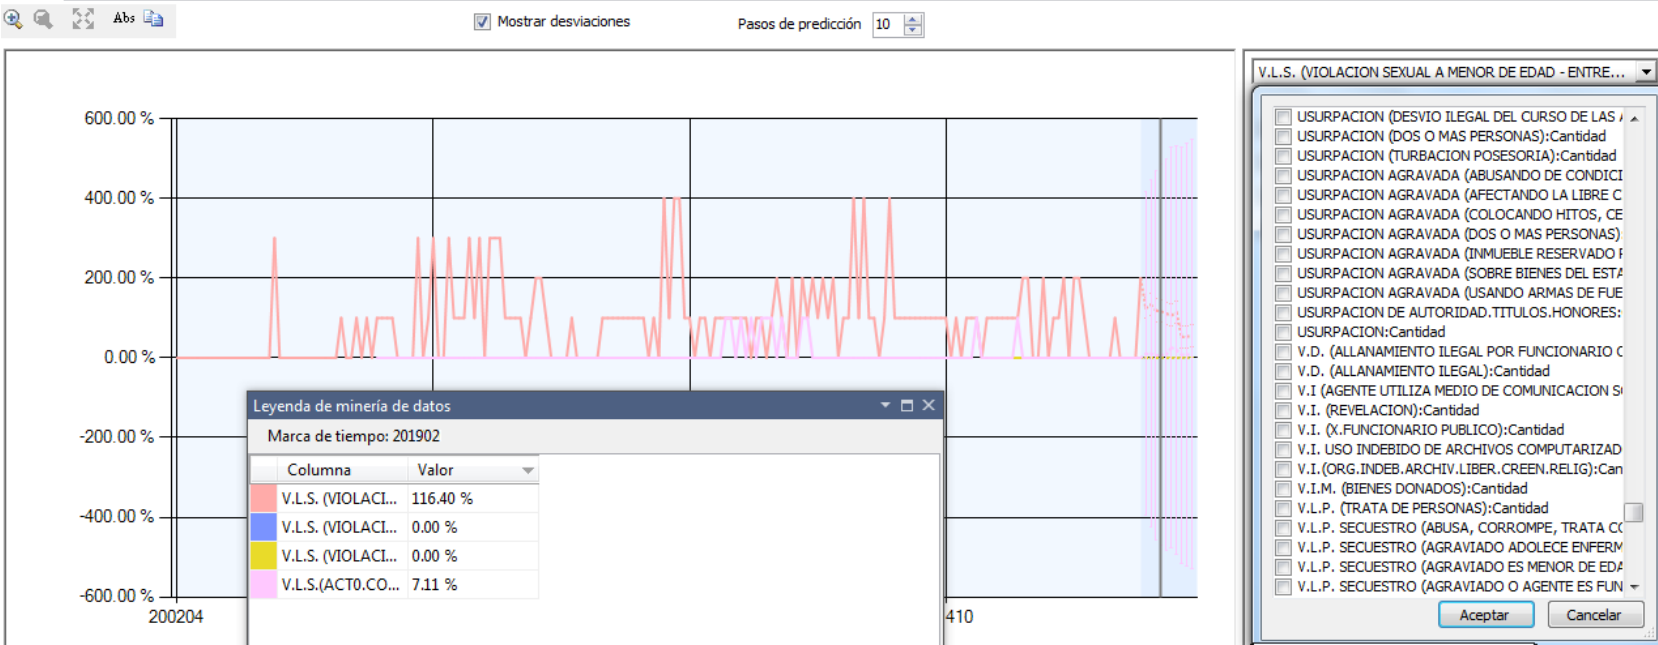 Abs
Mostrar desviaciones
Pasos de predicción 10
600.00 %
400.00 %
200.00 %
0.00 %
-200.00 %
-400.00 %
-600.00 %
200204
410
Leyenda de minería de datos
Marca de tiempo: 201902
Columna Valor
V.L.S. (VIOLACI... 116.40 %
V.L.S. (VIOLACI... 0.00 %
V.L.S. (VIOLACI... 0.00 %
V.L.S.(ACT0.CO... 7.11 %
V.L.S. (VIOLACION SEXUAL A MENOR DE EDAD - ENTRE...
USURPACION (DESVIO ILEGAL DEL CURSO DE LAS
USURPACION (DOS O MAS PERSONAS):Cantidad
USURPACION (TURBACION POSESORIA):Cantidad
USURPACION AGRAVADA (ABUSANDO DE CONDICI
USURPACION AGRAVADA (AFECTANDO LA LIBRE C
USURPACION AGRAVADA (COLOCANDO HITOS, CE
USURPACION AGRAVADA (DOS O MAS PERSONAS)
USURPACION AGRAVADA (INMUEBLE RESERVADO
USURPACION AGRAVADA (SOBRE BIENES DEL ESTA
USURPACION AGRAVADA (USANDO ARMAS DE FUE
USURPACION DE AUTORIDAD.TITULOS.HONORES:
USURPACION:Cantidad
V.D. (ALLANAMIENTO ILEGAL POR FUNCIONARIO
V.D. (ALLANAMIENTO ILEGAL):Cantidad
V.I (AGENTE UTILIZA MEDIO DE COMUNICACION S
V.I. (REVELACION):Cantidad
V.I. (X.FUNCIONARIO PUBLICO):Cantidad
V.I. USO INDEBIDO DE ARCHIVOS COMPUTARIZAD
V.I.(ORG.INDEB.ARCHIV.LIBER.CREEN.RELIG):Can
V.I.M. (BIENES DONADOS):Cantidad
V.L.P. (TRATA DE PERSONAS):Cantidad
V.L.P. SECUESTRO (ABUSA, CORROMPE, TRATA CO
V.L.P. SECUESTRO (AGRAVIADO ADOLECE ENFERM
V.L.P. SECUESTRO (AGRAVIADO ES MENOR DE EDA
V.L.P. SECUESTRO (AGRAVIADO O AGENTE ES FUN
Aceptar Cancelar